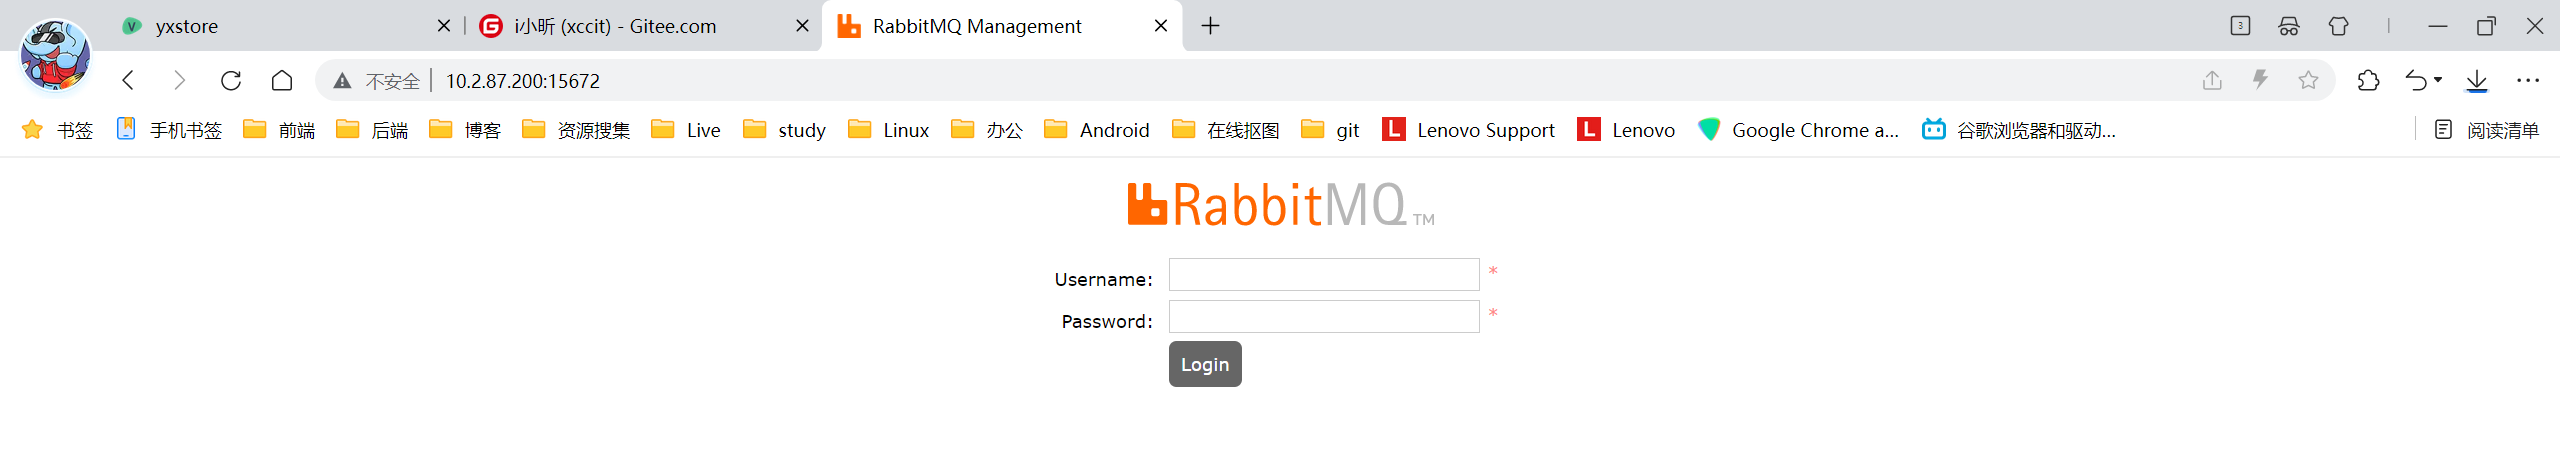 yxstore
i小昕 (xccit) - Gitee.com
RabbitMQ Management
3
不安全
10.2.87.200:15672
书签
手机书签
前端
后端
博客
资源搜集
Live
study
Linux
办公
Android
在线抠图
git
L Lenovo Support
L Lenovo
Google Chrome a...
谷歌浏览器和驱动...
阅读清单
RabbitMQ TM
Username: *
Password: *
Login